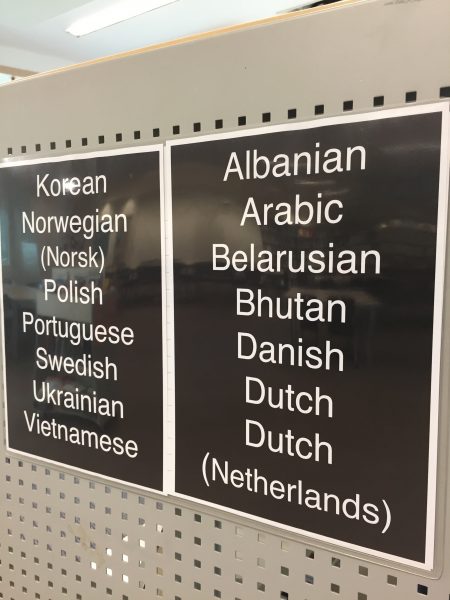 Korean
Norwegian
(Norsk)
Polish
Portuguese
Swedish
Ukrainian
Vietnamese
Albanian
Arabic
Belarusian
Bhutan
Danish
Dutch
Dutch
(Netherlands)